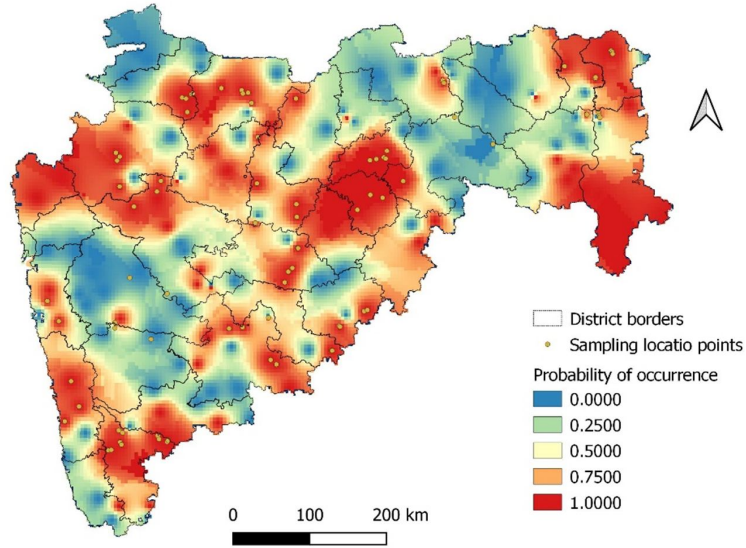 District borders
Sampling locatio points
Probability of occurrence
0.0000
0.2500
0.5000
0.7500
1.0000
0 100 200 km